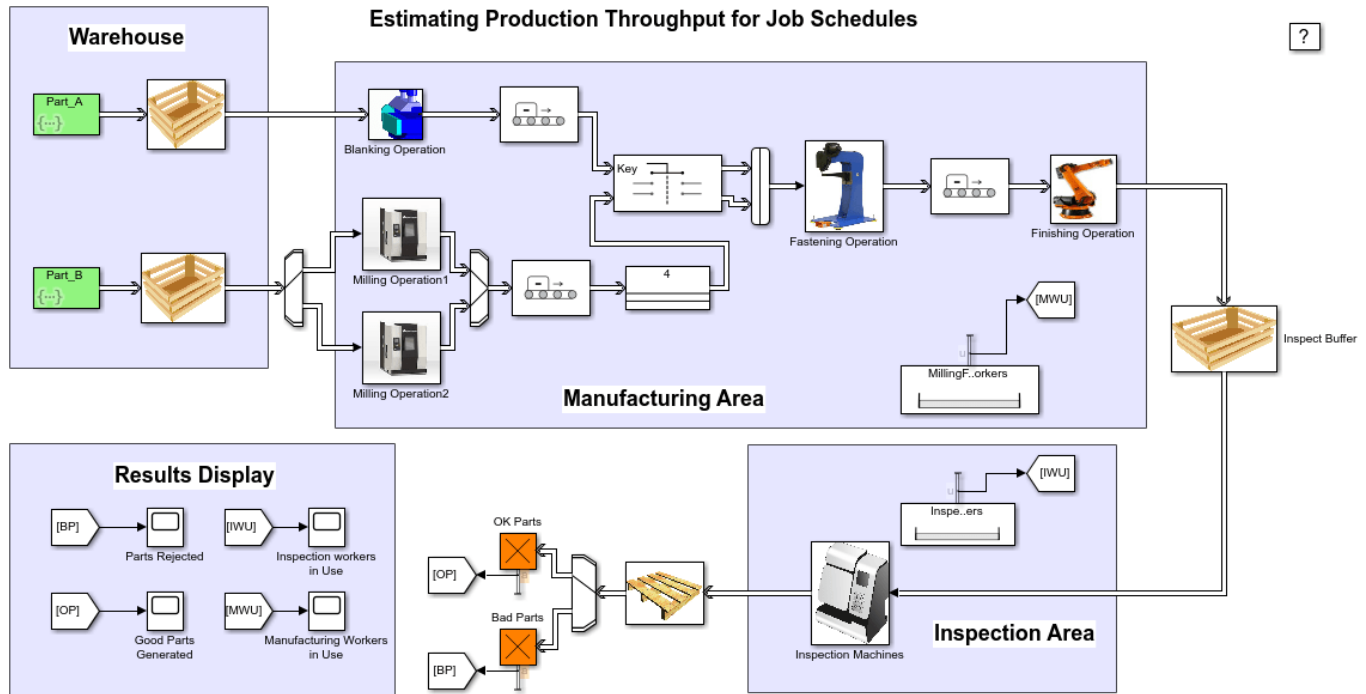 Estimating Production Throughput for Job Schedules
?
Warehouse
Part_A
{···}
Part_B
{···}
Blanking Operation
Key
Milling Operation1
4
Milling Operation2
Fastening Operation
Finishing Operation
[MWU]
u
MillingF..orkers
Manufacturing Area
Inspect Buffer
Results Display
[BP]
Parts Rejected
[IWU]
Inspection workers
in Use
[OP]
Good Parts
Generated
[MWU]
Manufacturing Workers
in Use
OK Parts
[OP]
Bad Parts
[BP]
[IWU]
u
Inspe..ers
Inspection Machines
Inspection Area